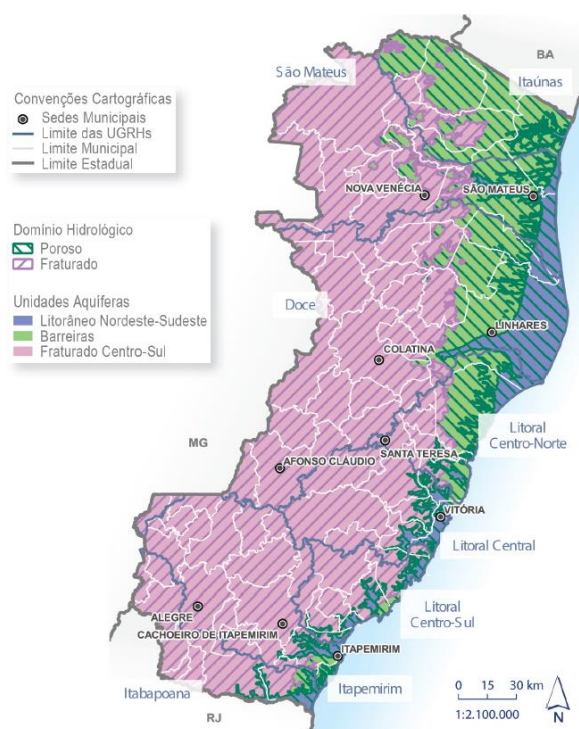 BA
São Mateus
Itaúnas
Convenções Cartográficas
Sedes Municipais
Limite das UGRHs
Limite Municipal
Limite Estadual
NOVA VENÉCIA
SÃO MATEUS
Domínio Hidrológico
Poroso
Fraturado
Unidades Aquíferas
Litorâneo Nordeste-Sudeste
Barreiras
Fraturado Centro-Sul
Doce
LINHARES
COLATINA
MG
Litoral
Centro-Norte
SANTA TERESA
AFONSO CLÁUDIO
VITÓRIA
Litoral Central
Litoral
Centro-Sul
ALEGRE
CACHOEIRO DE ITAPEMIRIM
ITAPEMIRIM
Itabapoana
Itapemirim
RJ
0 15 30 km
1:2.100.000
N